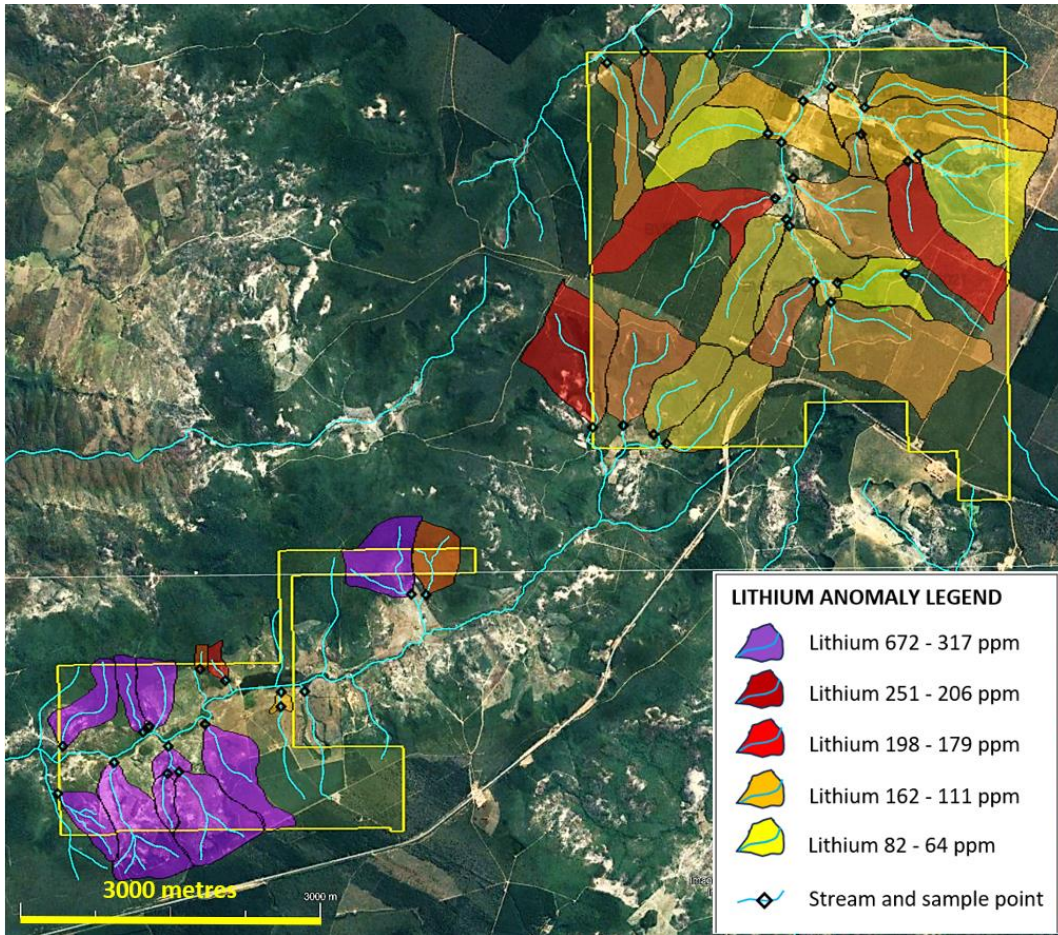 LITHIUM ANOMALY LEGEND
Lithium 672 - 317 ppm
Lithium 251 - 206 ppm
Lithium 198 - 179 ppm
Lithium 162 - 111 ppm
Lithium 82 - 64 ppm
Stream and sample point
3000 metres
3000 m